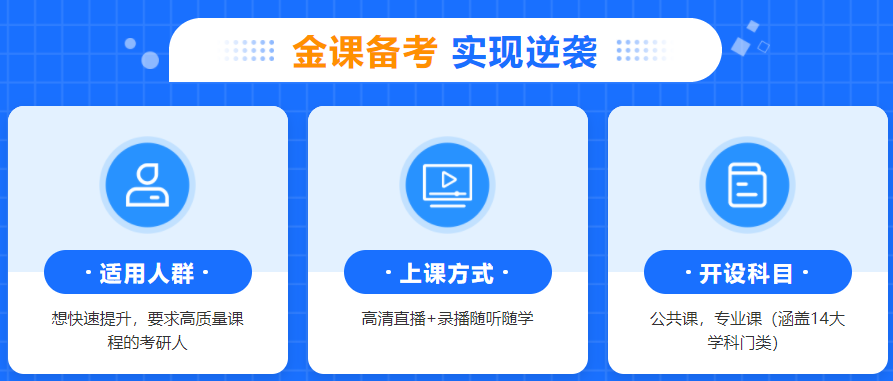 金课备考 实现逆袭
· 适用人群 ·
想快速提升，要求高质量课
程的考研人
· 上课方式 ·
高清直播+录播随听随学
· 开设科目 ·
公共课，专业课（涵盖14大
学科门类）